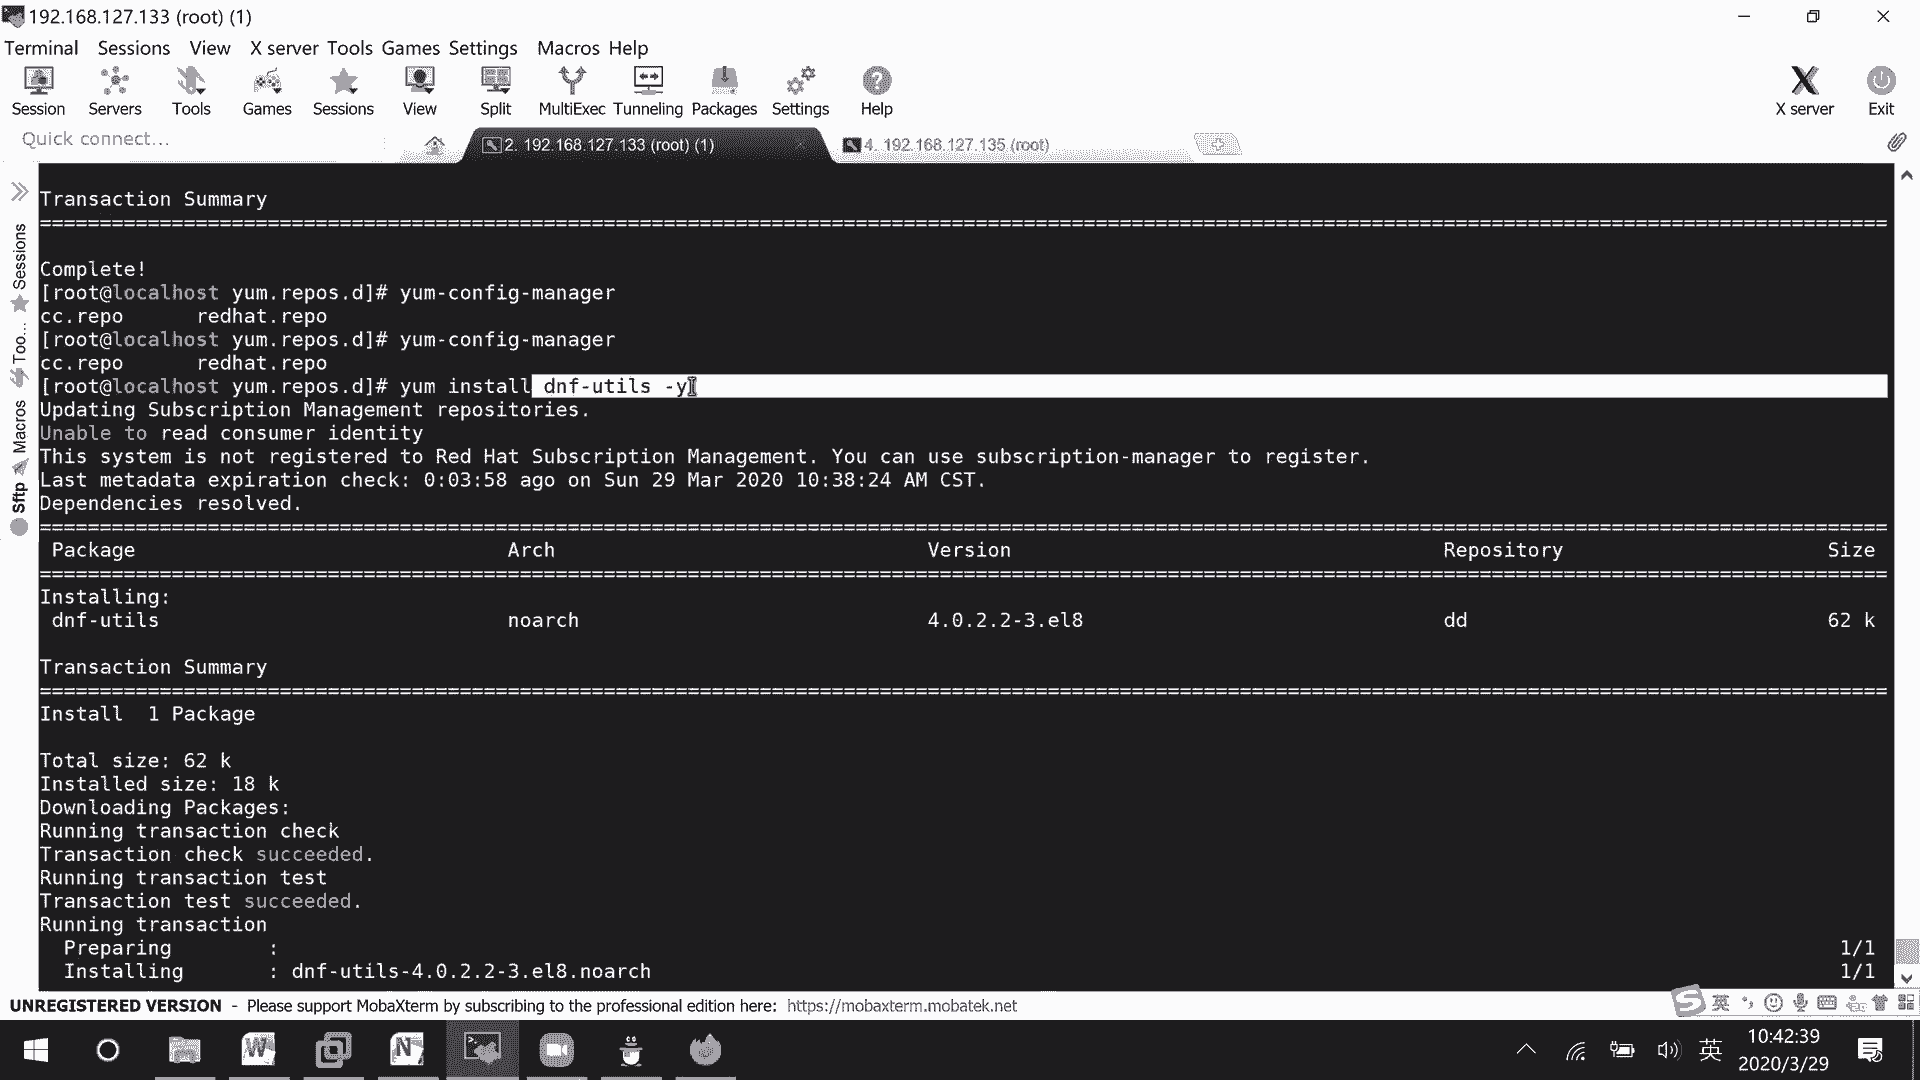 192.168.127.133 (root) (1)
Terminal Sessions View X server Tools Games Settings Macros Help
Session Servers Tools Games Sessions View Split MultiExec Tunneling Packages Settings Help X server Exit
Quick connect... 2. 192.168.127.133 (root) (1) 4. 192.168.127.135 (root)
Sessions
Too...
Macros
Sftp
Transaction Summary
================================================================================
Complete!
[root@localhost yum.repos.d]# yum-config-manager
cc.repo redhat.repo
[root@localhost yum.repos.d]# yum-config-manager
cc.repo redhat.repo
[root@localhost yum.repos.d]# yum install dnf-utils -y
Updating Subscription Management repositories.
Unable to read consumer identity
This system is not registered to Red Hat Subscription Management. You can use subscription-manager to register.
Last metadata expiration check: 0:03:58 ago on Sun 29 Mar 2020 10:38:24 AM CST.
Dependencies resolved.
================================================================================
Package Arch Version Repository Size
================================================================================
Installing:
dnf-utils noarch 4.0.2.2-3.el8 dd 62 k
Transaction Summary
================================================================================
Install 1 Package
Total size: 62 k
Installed size: 18 k
Downloading Packages:
Running transaction check
Transaction check succeeded.
Running transaction test
Transaction test succeeded.
Running transaction
Preparing : 1/1
Installing : dnf-utils-4.0.2.2-3.el8.noarch 1/1
UNREGISTERED VERSION - Please support MobaXterm by subscribing to the professional edition here: https://mobaxterm.mobatek.net
英
英
10:42:39
2020/3/29